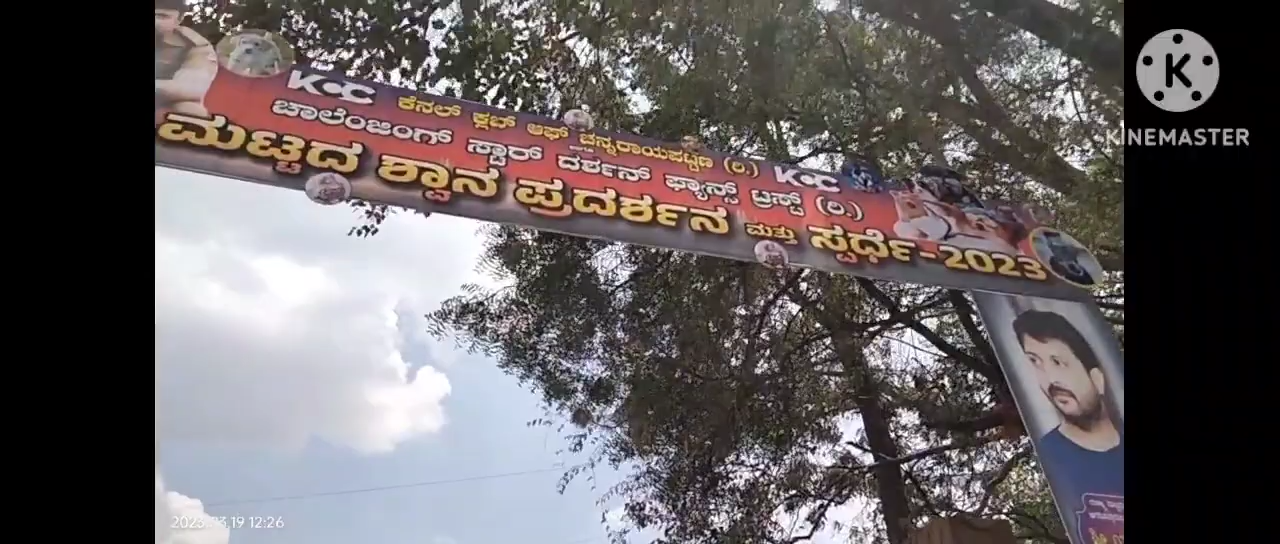 KCC ಕೆನಲ್ ಕ್ಲಬ್ ಆಫ್ ಚನ್ನರಾಯಪಟ್ಟಣ (ರಿ.) KCC
ಚಾಲೆಂಜಿಂಗ್ ಸ್ಟಾರ್ ದರ್ಶನ್ ಫ್ಯಾನ್ಸ್ ಟ್ರಸ್ಟ್ (ರಿ.)
ಮಟ್ಟದ ಶ್ವಾನ ಪ್ರದರ್ಶನ ಮತ್ತು ಸ್ಪರ್ಧೆ-2023
K
KINEMASTER
2023.03.19 12:26